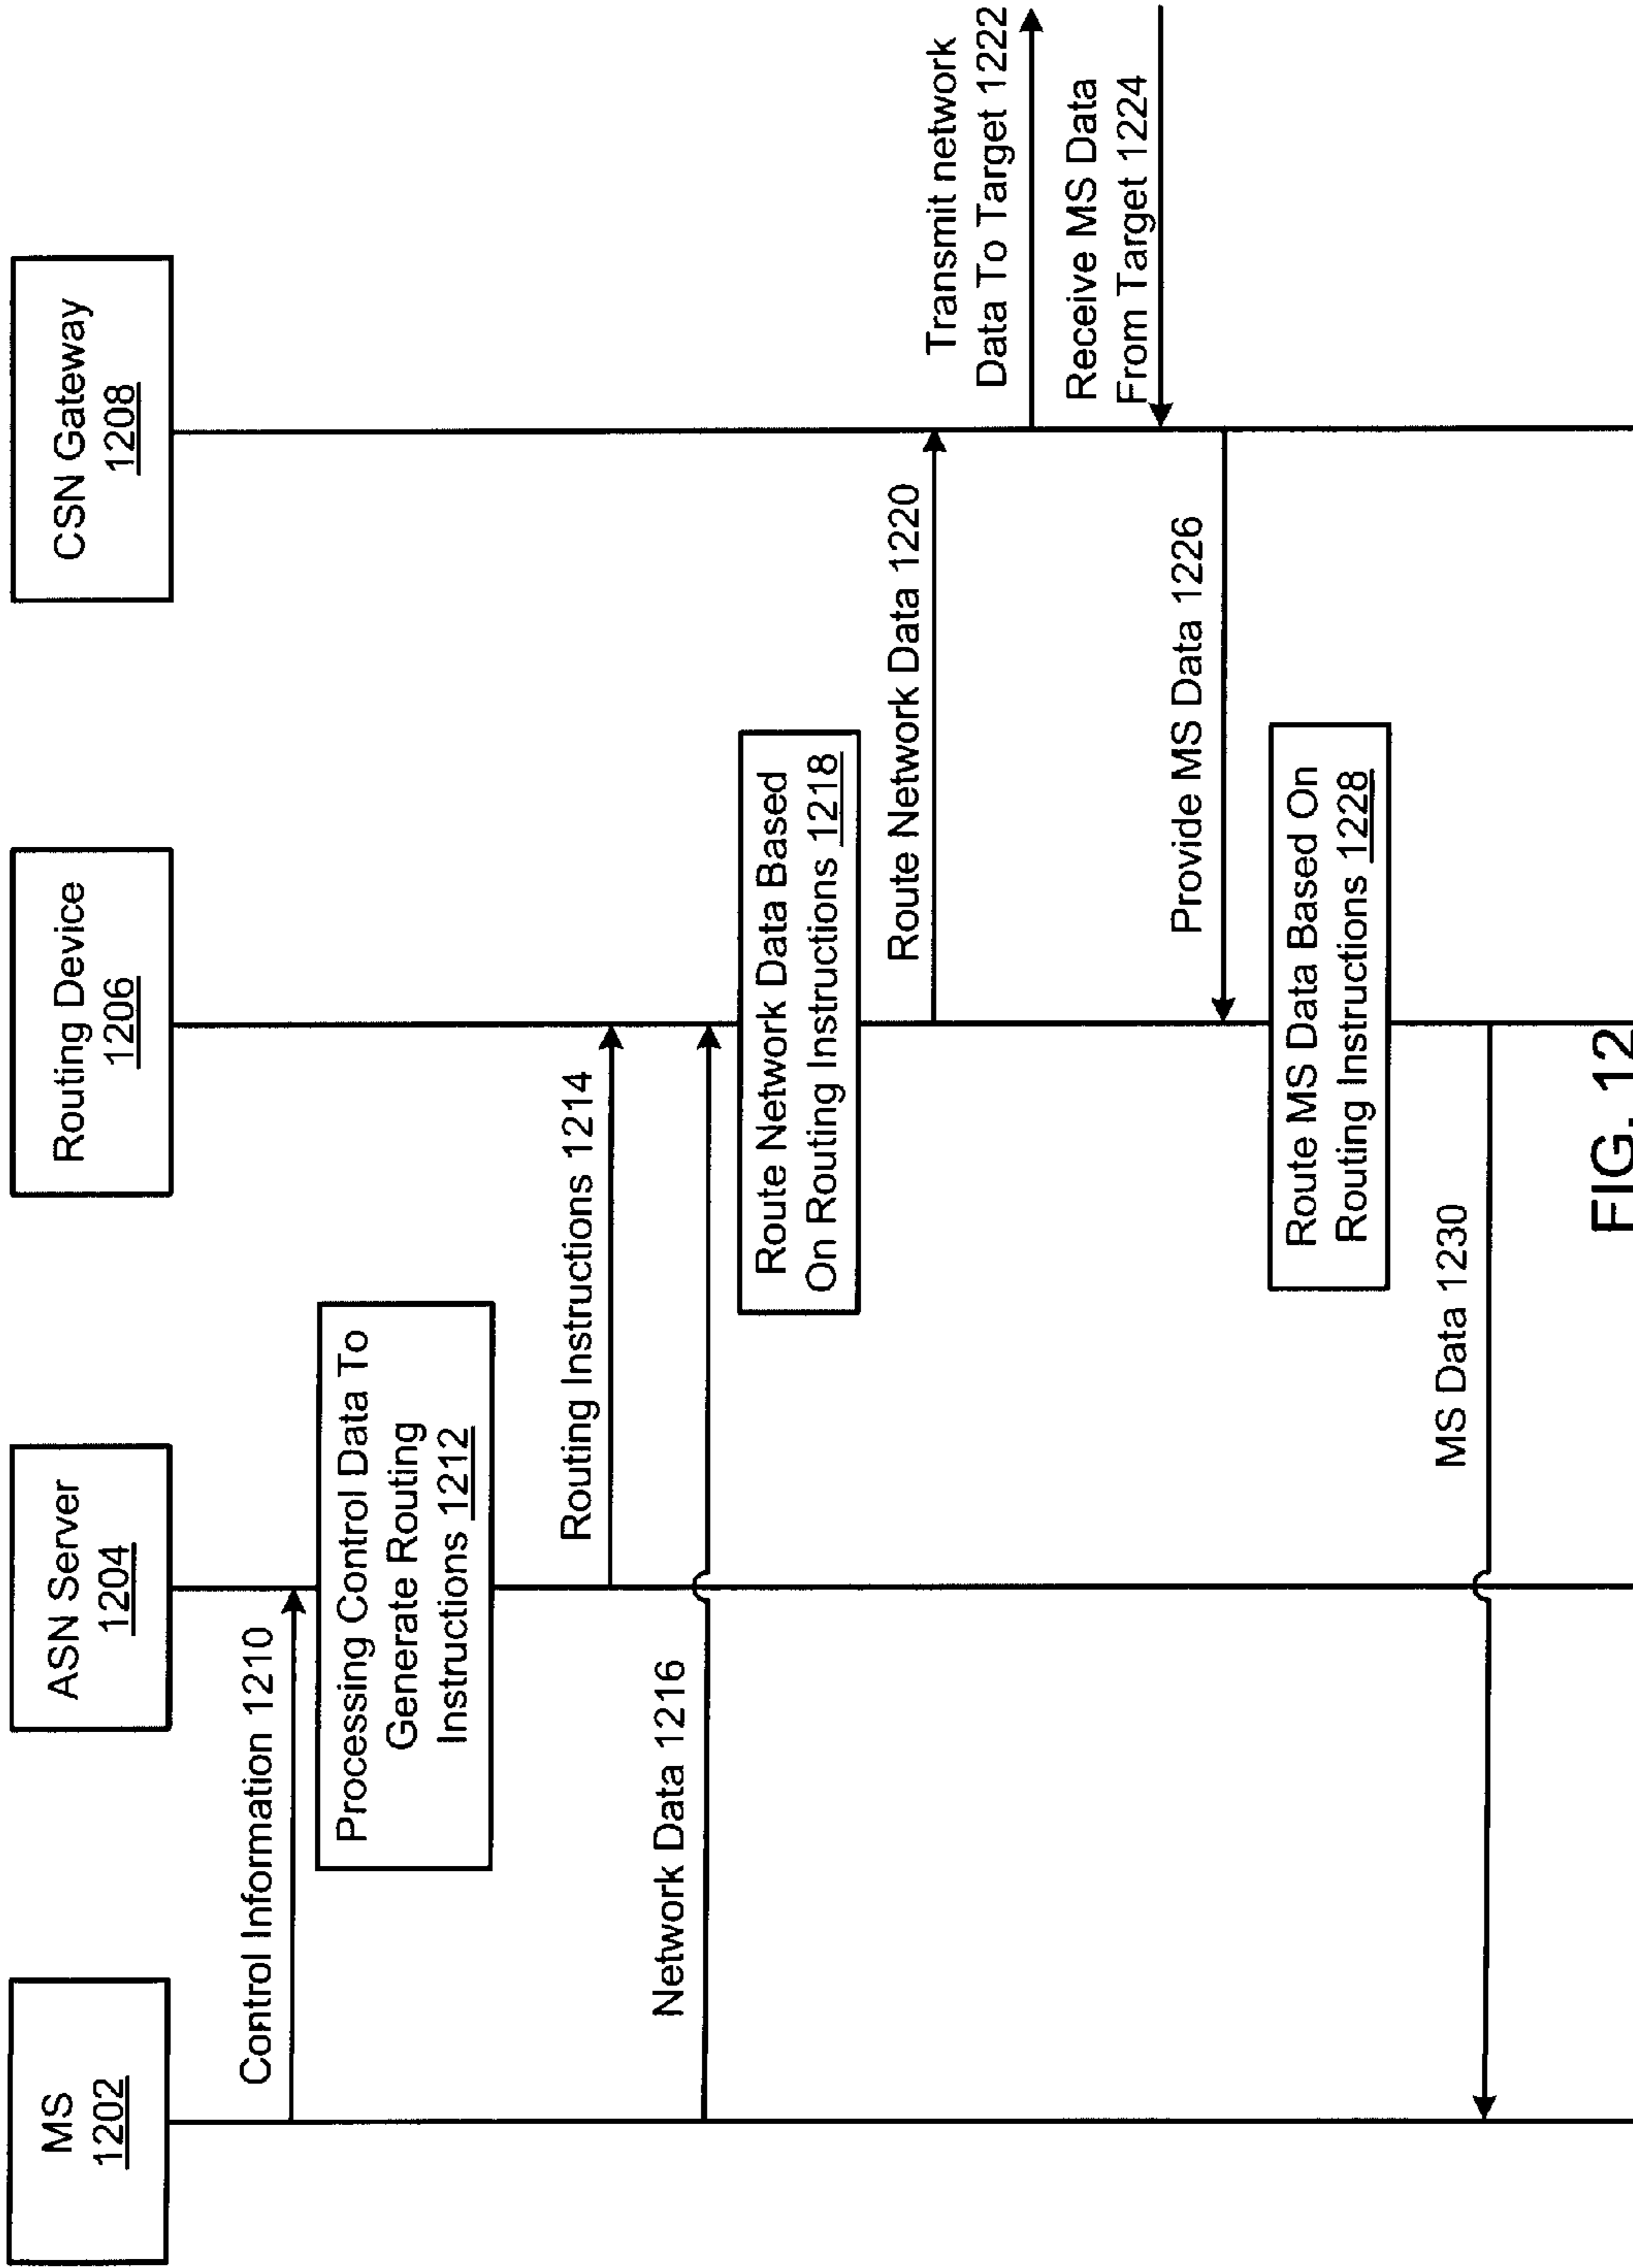 MS
1202
ASN Server
1204
Routing Device
1206
CSN Gateway
1208
Control Information 1210
Processing Control Data To
Generate Routing
Instructions 1212
Routing Instructions 1214
Network Data 1216
Route Network Data Based
On Routing Instructions 1218
Route Network Data 1220
Transmit network
Data To Target 1222
Receive MS Data
From Target 1224
Provide MS Data 1226
Route MS Data Based On
Routing Instructions 1228
MS Data 1230
FIG. 12